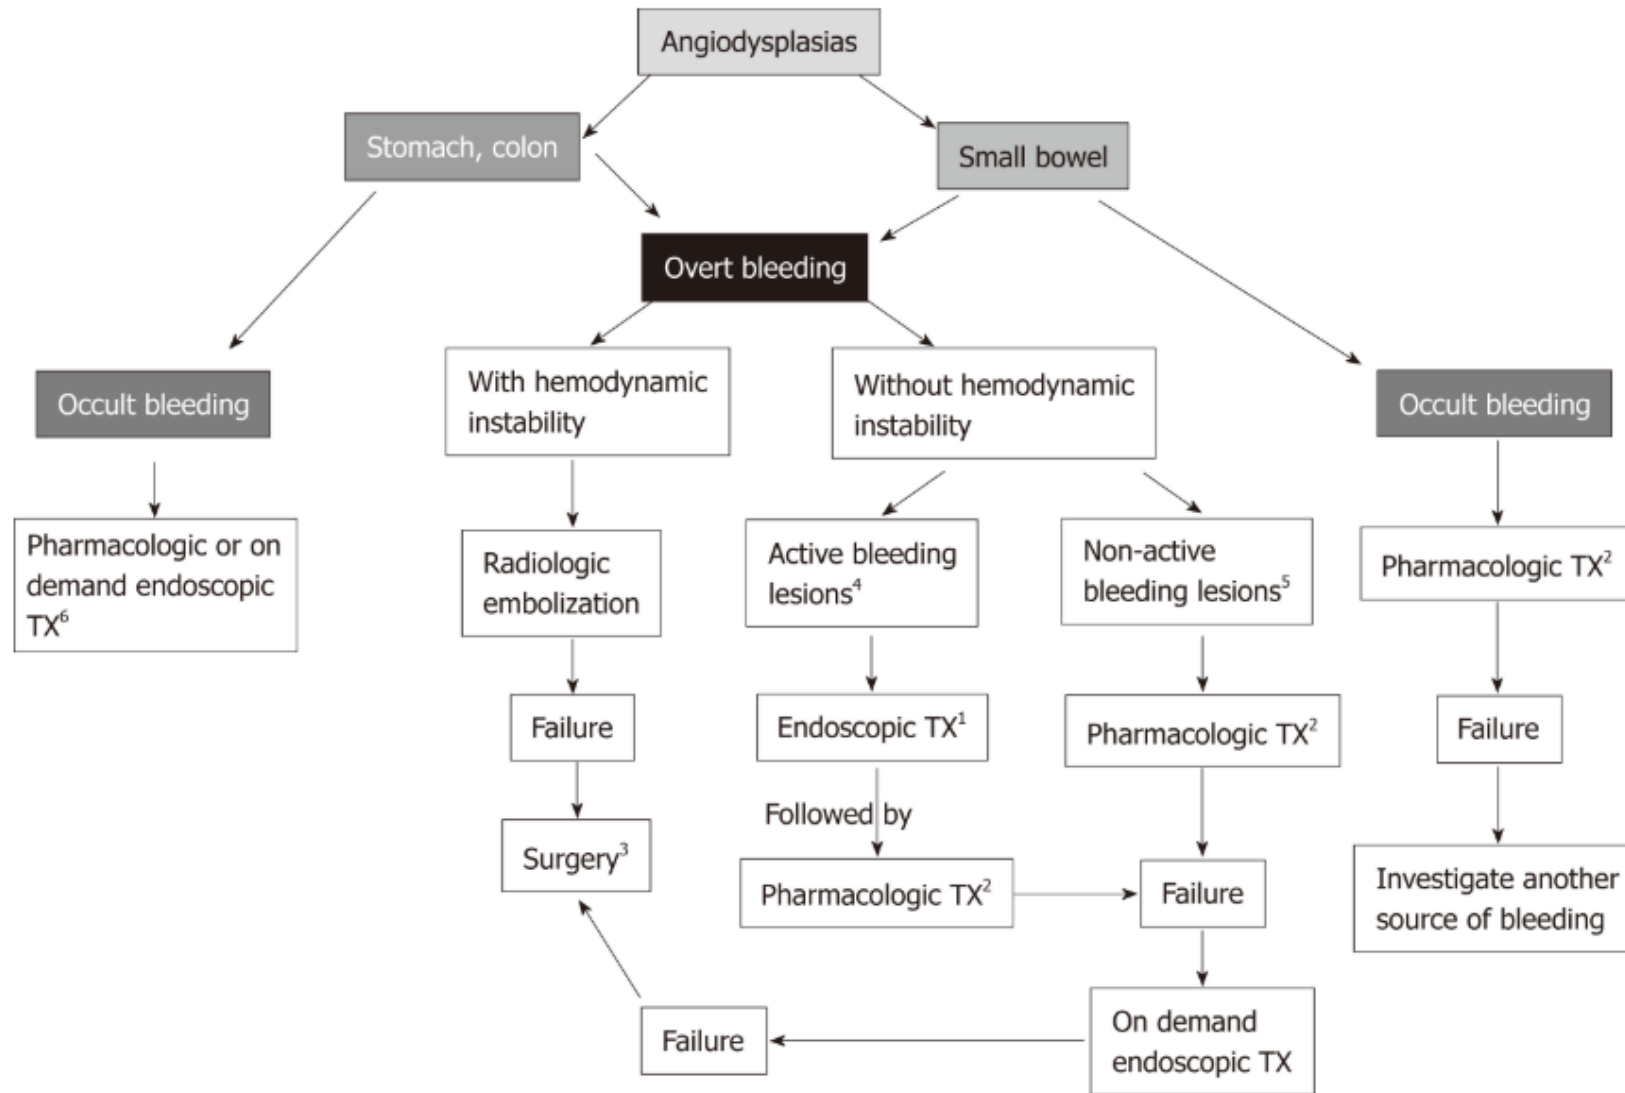 Angiodysplasias
Stomach, colon
Small bowel
Overt bleeding
Occult bleeding
With hemodynamic
instability
Without hemodynamic
instability
Occult bleeding
Pharmacologic or on
demand endoscopic
TX⁶
Radiologic
embolization
Active bleeding
lesions⁴
Non-active
bleeding lesions⁵
Pharmacologic TX²
Failure
Endoscopic TX¹
Pharmacologic TX²
Failure
Followed by
Surgery³
Pharmacologic TX²
Failure
Investigate another
source of bleeding
Failure
On demand
endoscopic TX